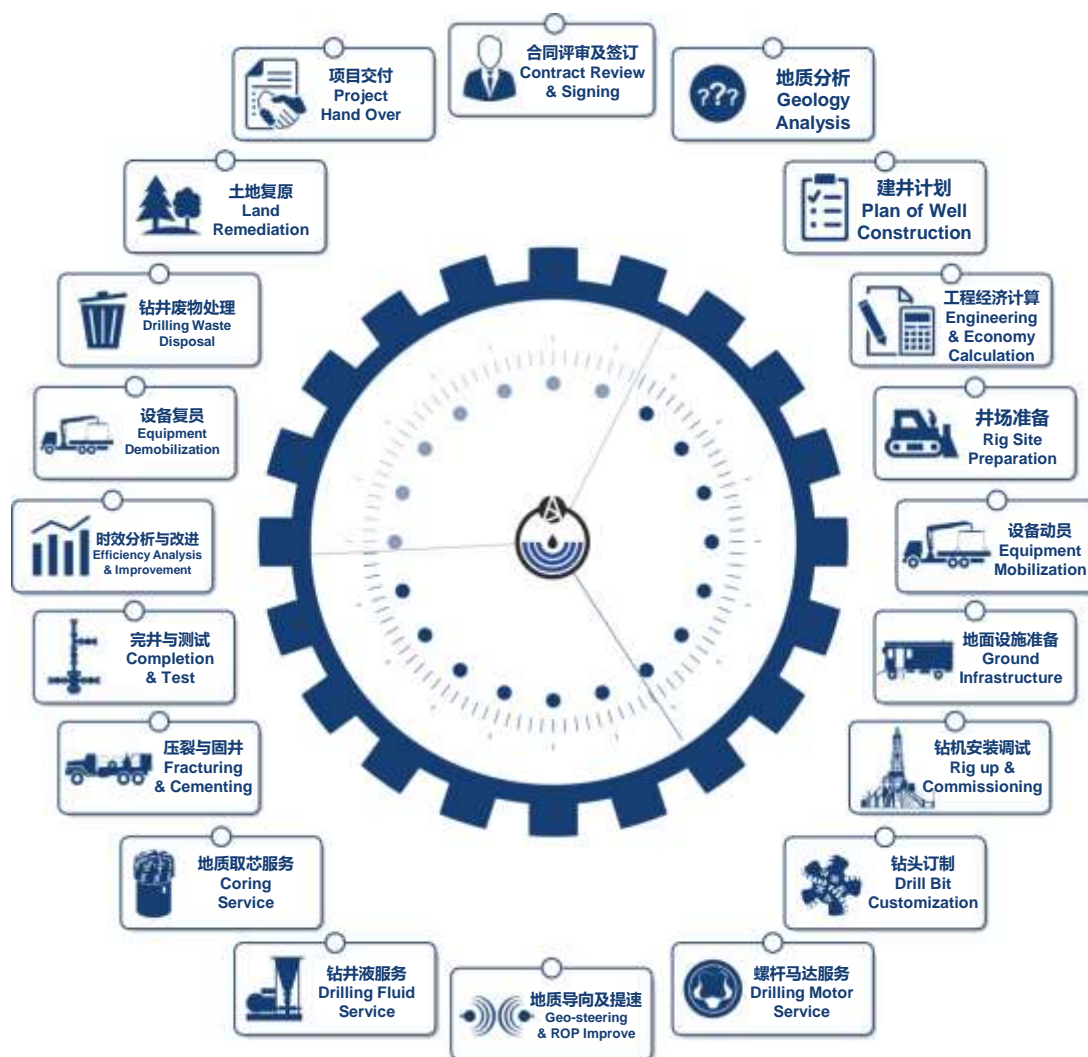 合同评审及签订
Contract Review
& Signing
地质分析
Geology
Analysis
建井计划
Plan of Well
Construction
工程经济计算
Engineering
& Economy
Calculation
井场准备
Rig Site
Preparation
设备动员
Equipment
Mobilization
地面设施准备
Ground
Infrastructure
钻机安装调试
Rig up &
Commissioning
钻头订制
Drill Bit
Customization
螺杆马达服务
Drilling Motor
Service
地质导向及提速
Geo-steering
& ROP Improve
钻井液服务
Drilling Fluid
Service
地质取芯服务
Coring
Service
压裂与固井
Fracturing
& Cementing
完井与测试
Completion
& Test
时效分析与改进
Efficiency Analysis
& Improvement
设备复员
Equipment
Demobilization
钻井废物处理
Drilling Waste
Disposal
土地复原
Land
Remediation
项目交付
Project
Hand Over
???